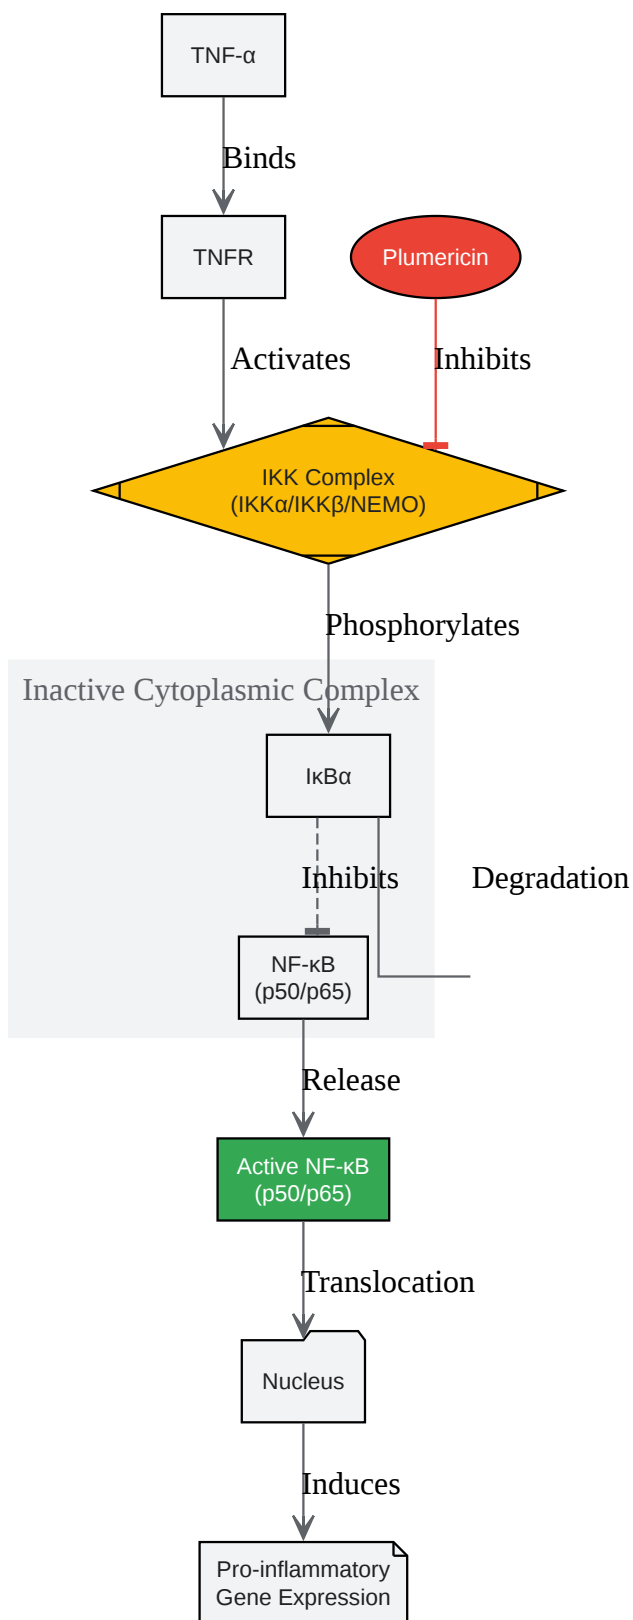 TNF-α
Binds
TNFR
Plumericin
Activates
Inhibits
IKK Complex
(IKKα/IKKβ/NEMO)
Phosphorylates
Inactive Cytoplasmic Complex
IκBα
Inhibits
Degradation
NF-κB
(p50/p65)
Release
Active NF-κB
(p50/p65)
Translocation
Nucleus
Induces
Pro-inflammatory
Gene Expression